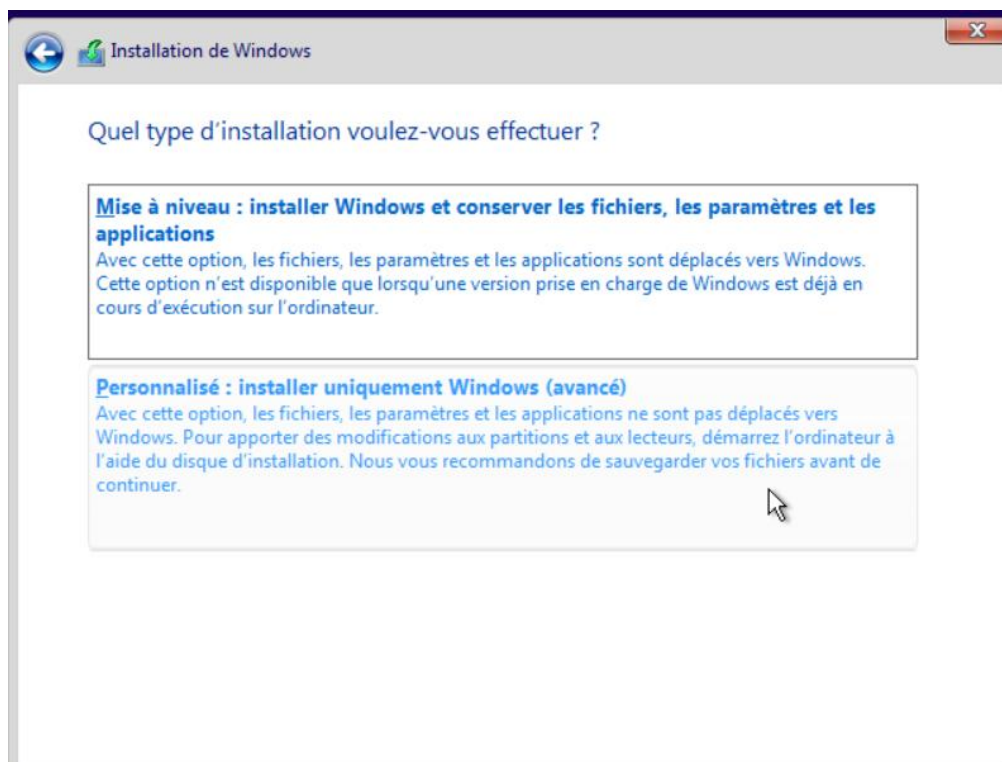 Installation de Windows
Quel type d'installation voulez-vous effectuer ?
Mise à niveau : installer Windows et conserver les fichiers, les paramètres et les
applications
Avec cette option, les fichiers, les paramètres et les applications sont déplacés vers Windows.
Cette option n'est disponible que lorsqu'une version prise en charge de Windows est déjà en
cours d'exécution sur l'ordinateur.
Personnalisé : installer uniquement Windows (avancé)
Avec cette option, les fichiers, les paramètres et les applications ne sont pas déplacés vers
Windows. Pour apporter des modifications aux partitions et aux lecteurs, démarrez l'ordinateur à
l'aide du disque d'installation. Nous vous recommandons de sauvegarder vos fichiers avant de
continuer.